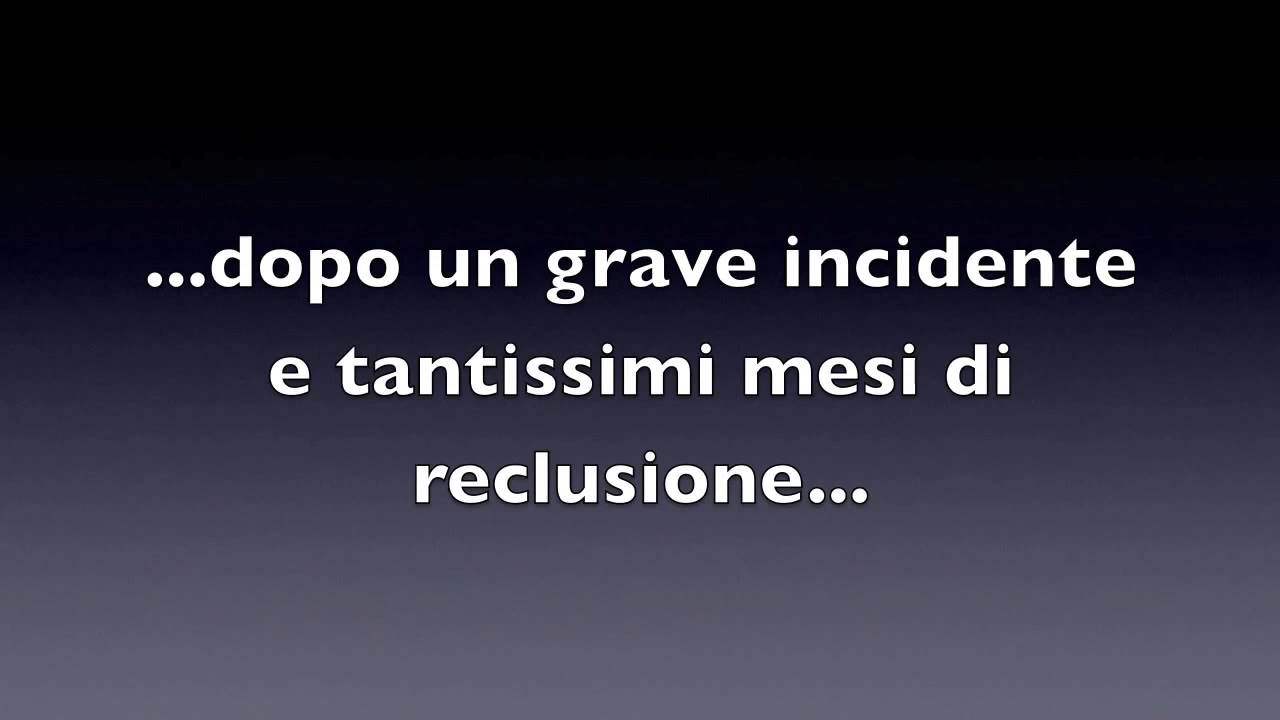 ...dopo un grave incidente
e tantissimi mesi di
reclusione...